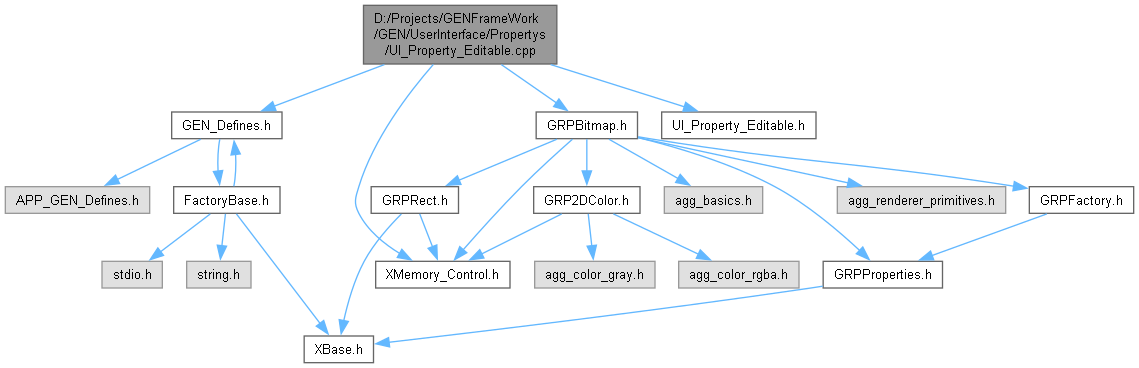 D:/Projects/GENFrameWork
/GEN/UserInterface/Propertys
/UI_Property_Editable.cpp
GEN_Defines.h
GRPBitmap.h
UI_Property_Editable.h
APP_GEN_Defines.h
FactoryBase.h
GRPRect.h
GRP2DColor.h
agg_basics.h
agg_renderer_primitives.h
GRPFactory.h
stdio.h
string.h
XMemory_Control.h
agg_color_gray.h
agg_color_rgba.h
GRPProperties.h
XBase.h